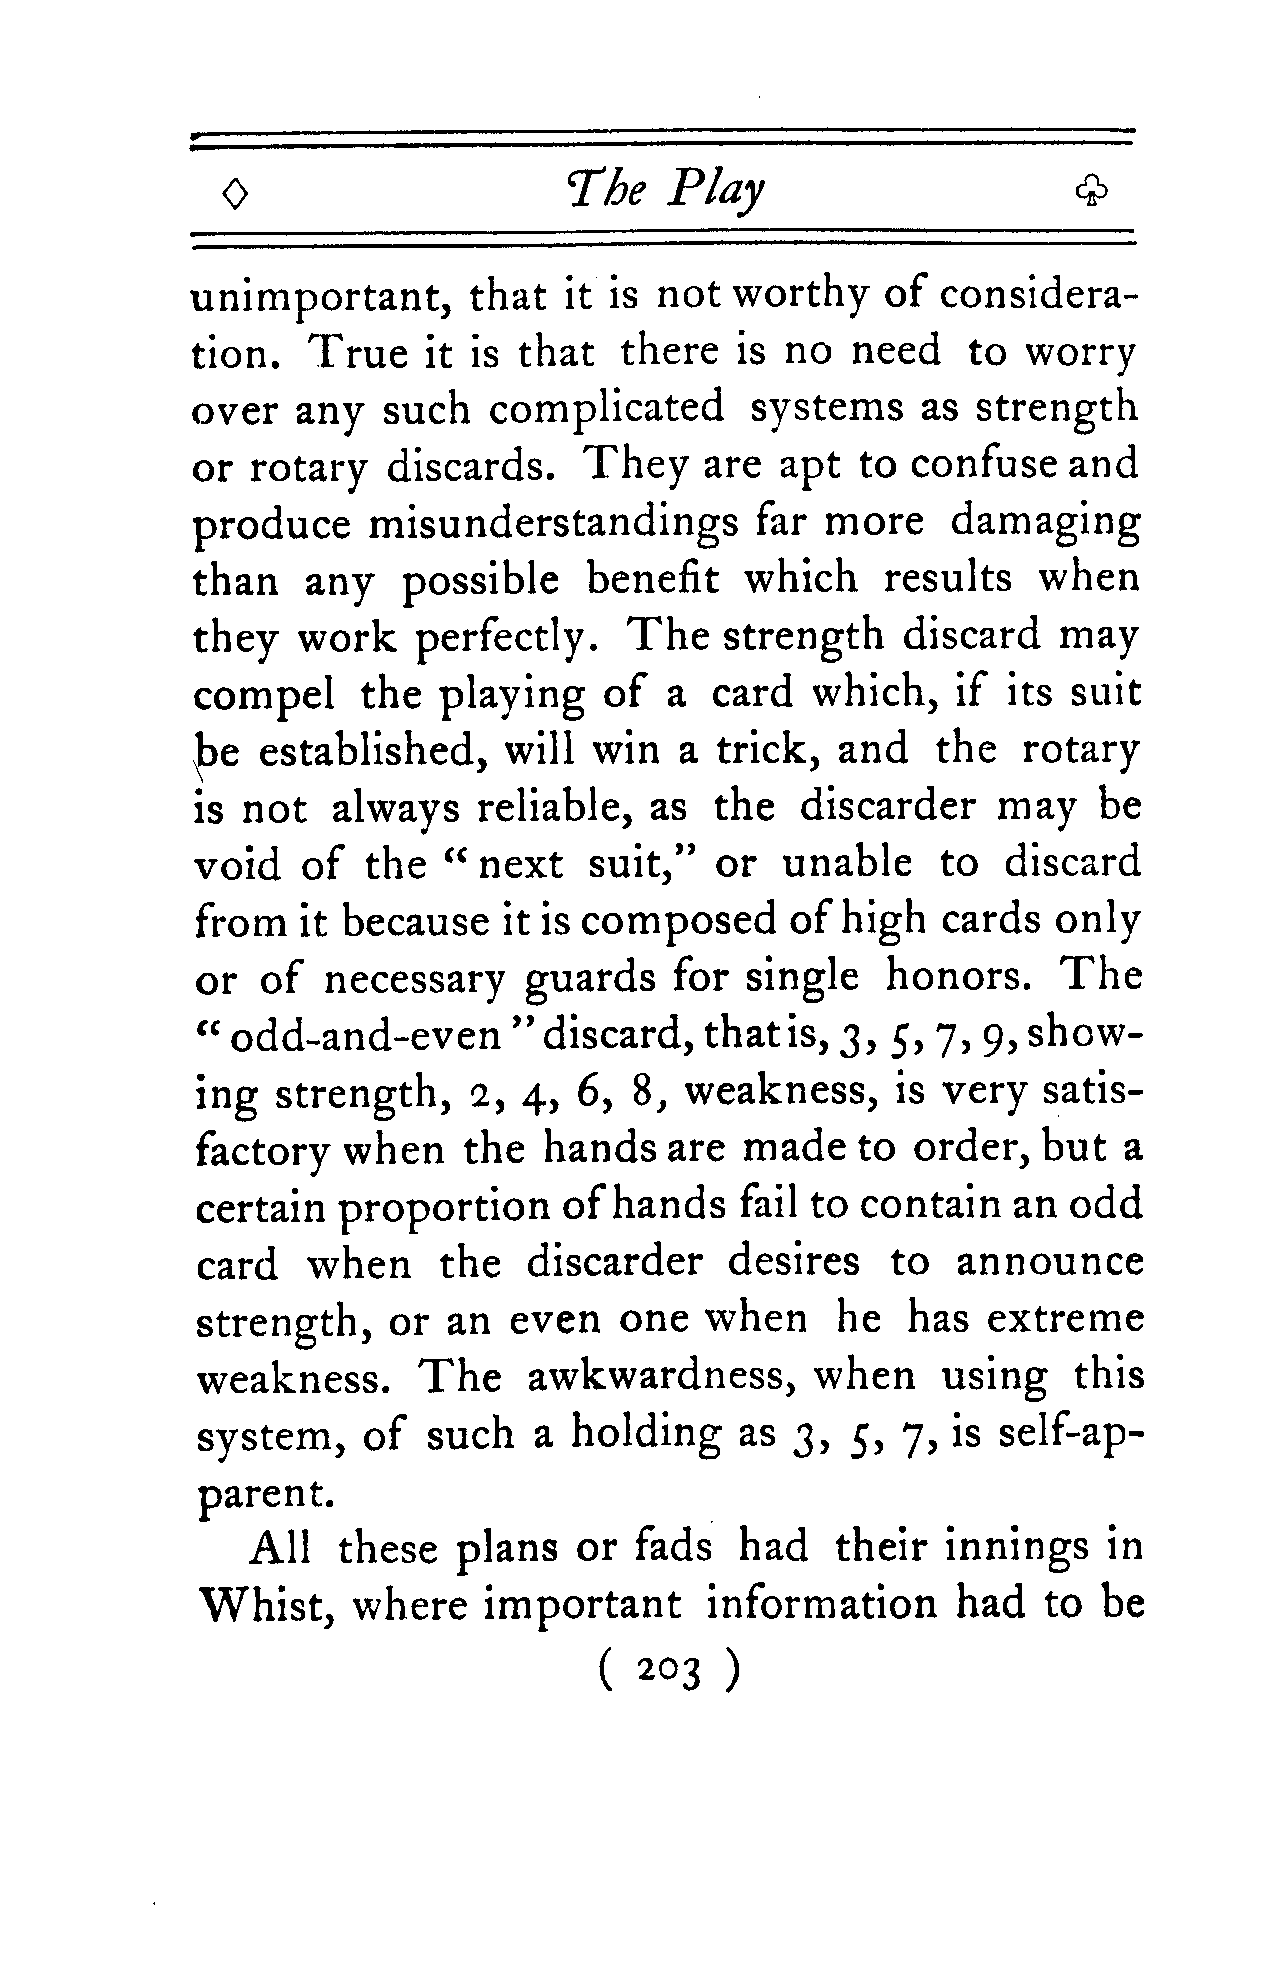 The Play
unimportant, that it is not worthy of considera-
tion. True it is that there is no need to worry
over any such complicated systems as strength
or rotary discards. They are apt to confuse and
produce misunderstandings far more damaging
than any possible benefit which results when
they work perfectly. The strength discard may
compel the playing of a card which, if its suit
be established, will win a trick, and the rotary
is not always reliable, as the discarder may be
void of the “ next suit,” or unable to discard
from it because it is composed of high cards only
or of necessary guards for single honors. The
“ odd-and-even ” discard, that is, 3, 5, 7, 9, show-
ing strength, 2, 4, 6, 8, weakness, is very satis-
factory when the hands are made to order, but a
certain proportion of hands fail to contain an odd
card when the discarder desires to announce
strength, or an even one when he has extreme
weakness. The awkwardness, when using this
system, of such a holding as 3, 5, 7, is self-ap-
parent.
All these plans or fads had their innings in
Whist, where important information had to be
( 203 )